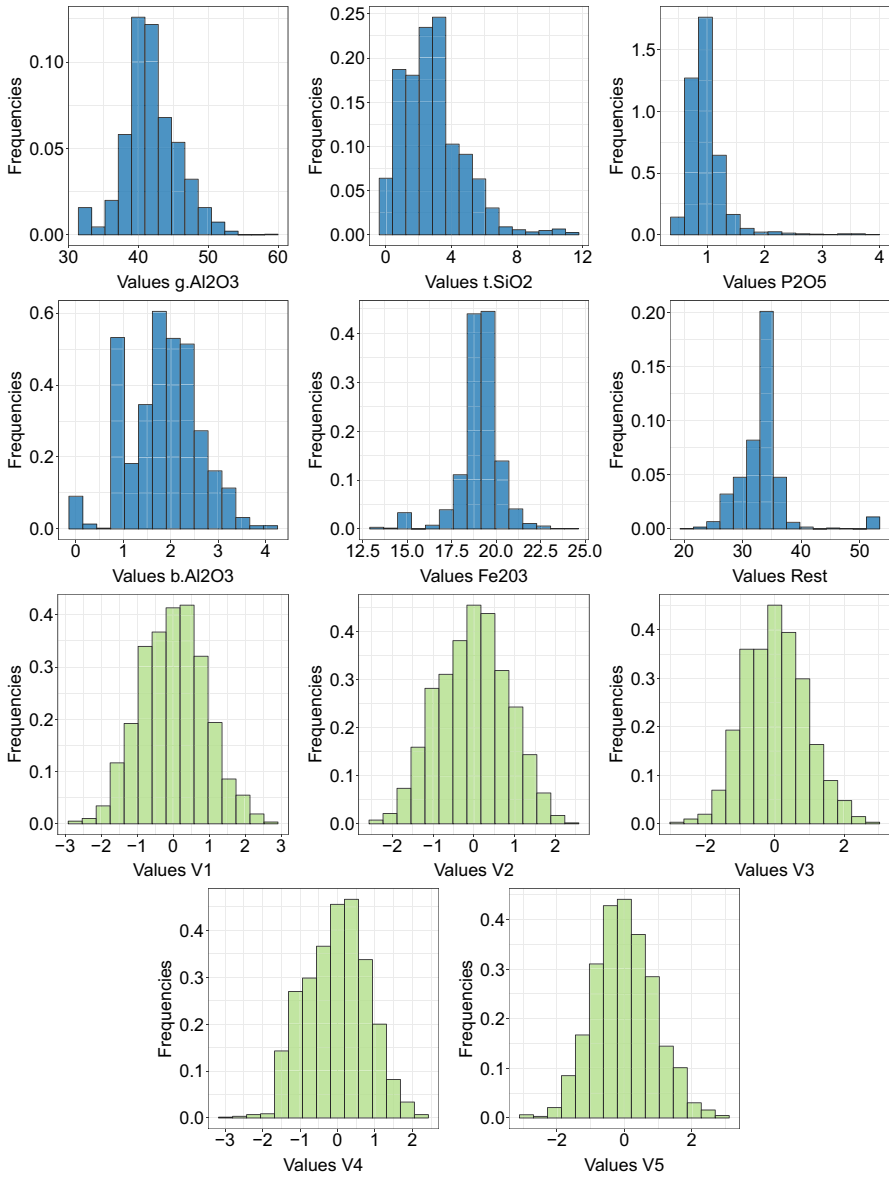 Frequencies
0.10
0.05
0.00
30 40 50 60
Values g.Al2O3
Frequencies
0.25
0.20
0.15
0.10
0.05
0.00
0 4 8 12
Values t.SiO2
Frequencies
1.5
1.0
0.5
0.0
1 2 3 4
Values P2O5
Frequencies
0.6
0.4
0.2
0.0
0 1 2 3 4
Values b.Al2O3
Frequencies
0.4
0.3
0.2
0.1
0.0
12.5 15.0 17.5 20.0 22.5 25.0
Values Fe203
Frequencies
0.20
0.15
0.10
0.05
0.00
20 30 40 50
Values Rest
Frequencies
0.4
0.3
0.2
0.1
0.0
−3 −2 −1 0 1 2 3
Values V1
Frequencies
0.4
0.3
0.2
0.1
0.0
−2 −1 0 1 2
Values V2
Frequencies
0.4
0.3
0.2
0.1
0.0
−2 0 2
Values V3
Frequencies
0.4
0.3
0.2
0.1
0.0
−3 −2 −1 0 1 2
Values V4
Frequencies
0.4
0.3
0.2
0.1
0.0
−2 0 2
Values V5